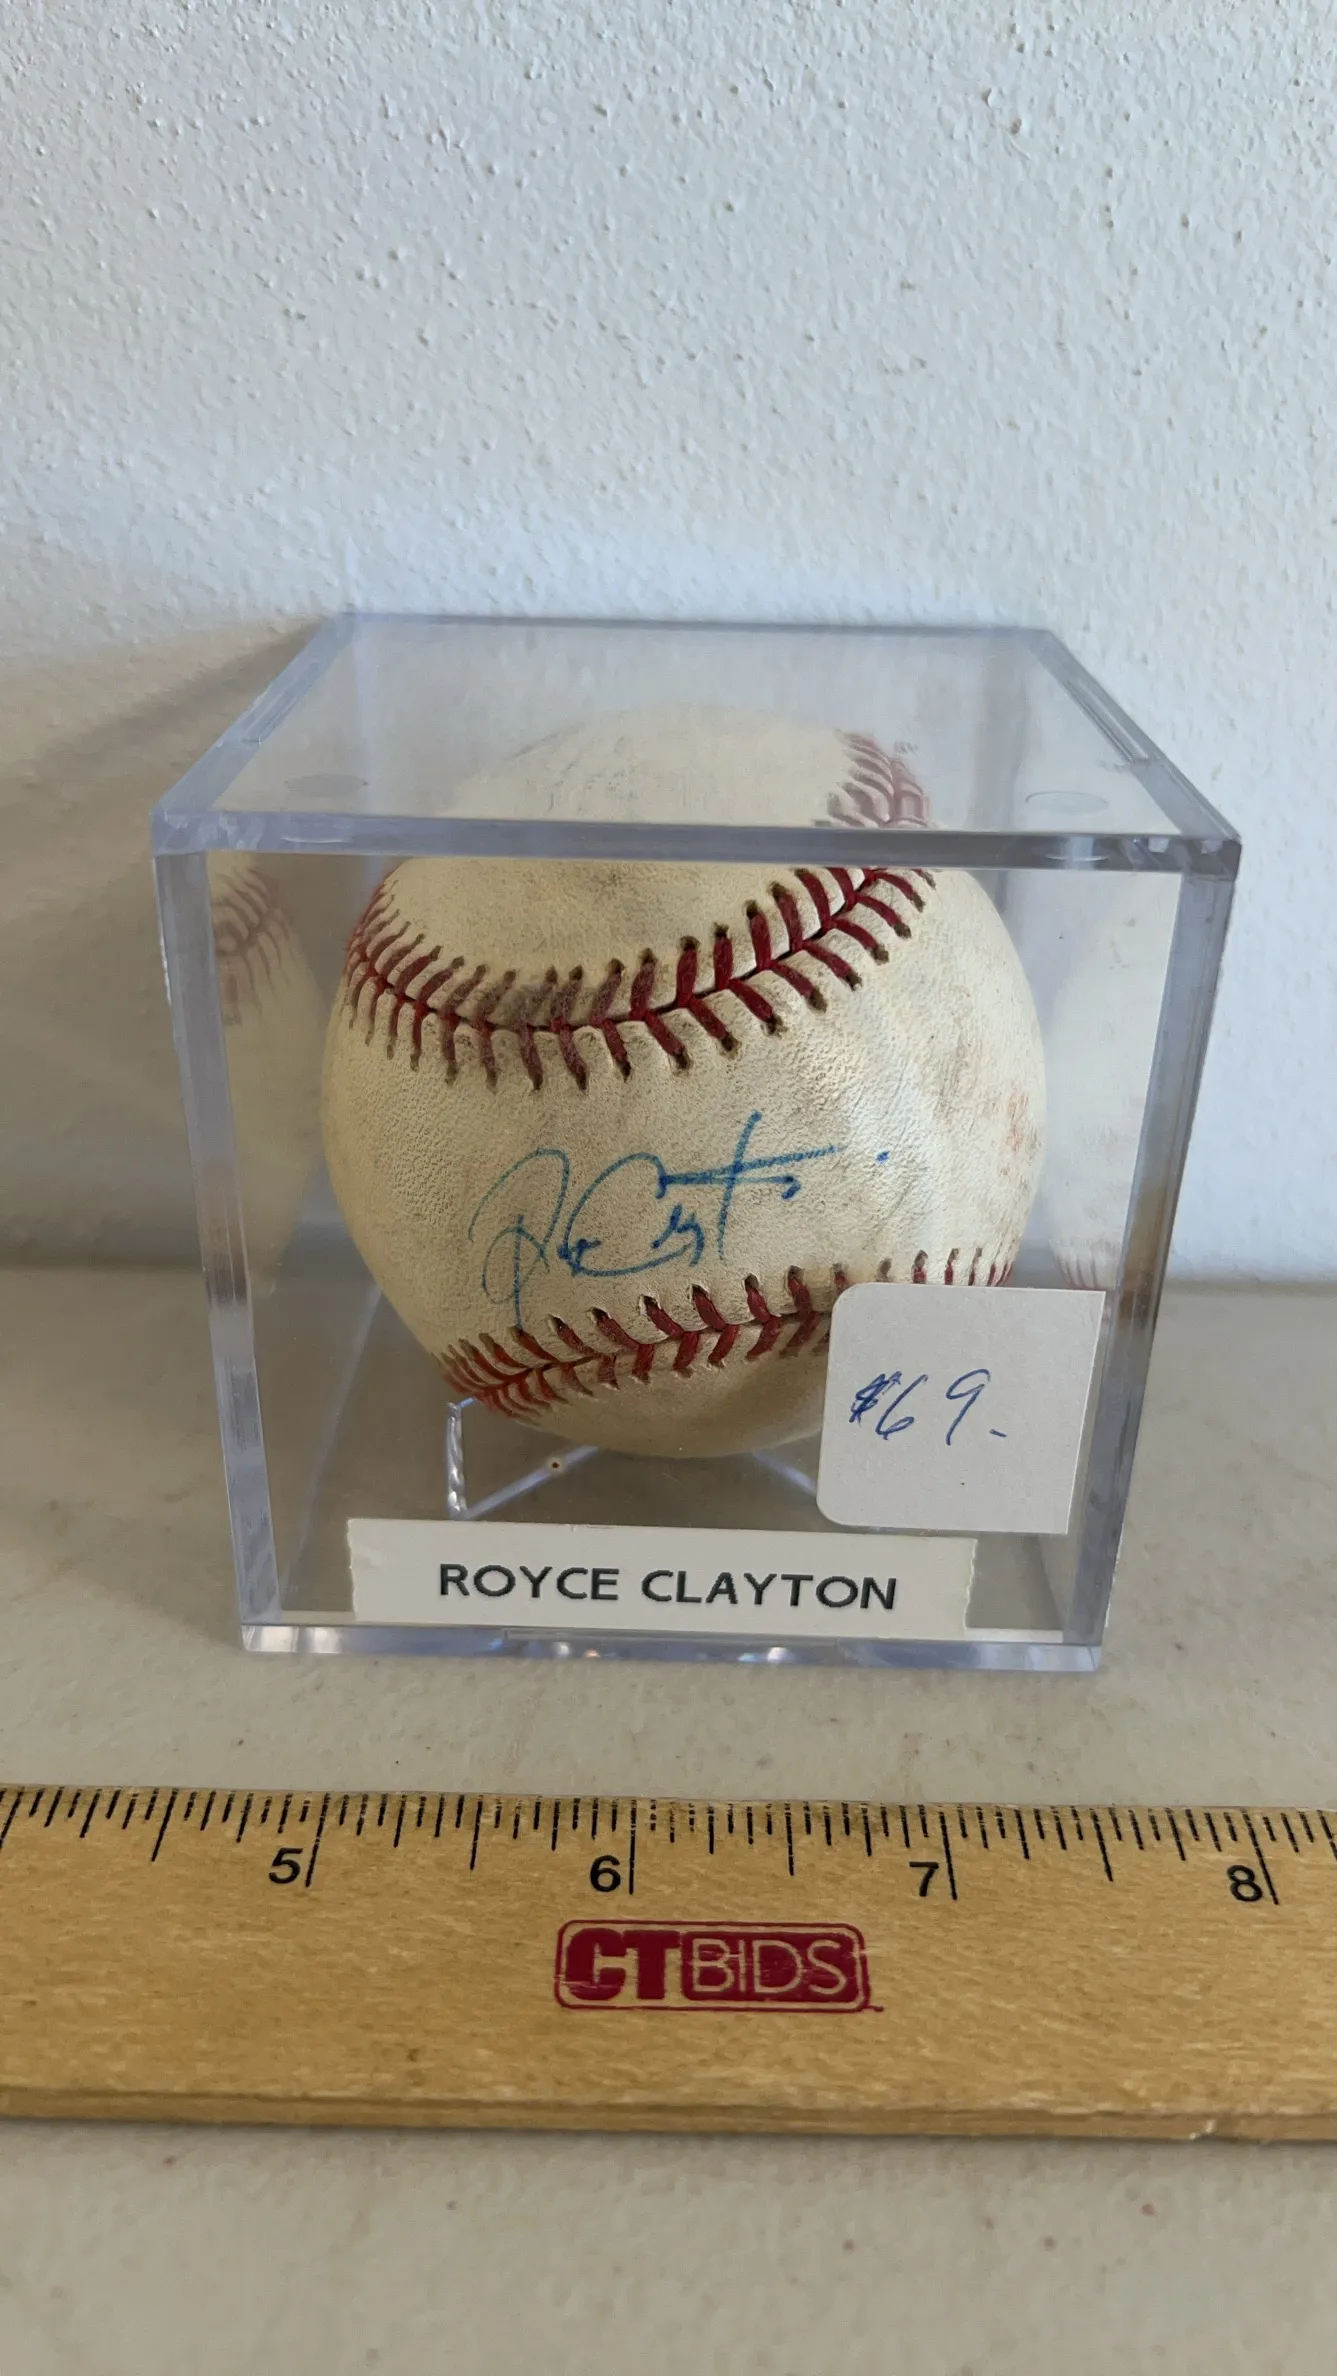 $69.-
ROYCE CLAYTON
5 6 7 8
CTBIDS